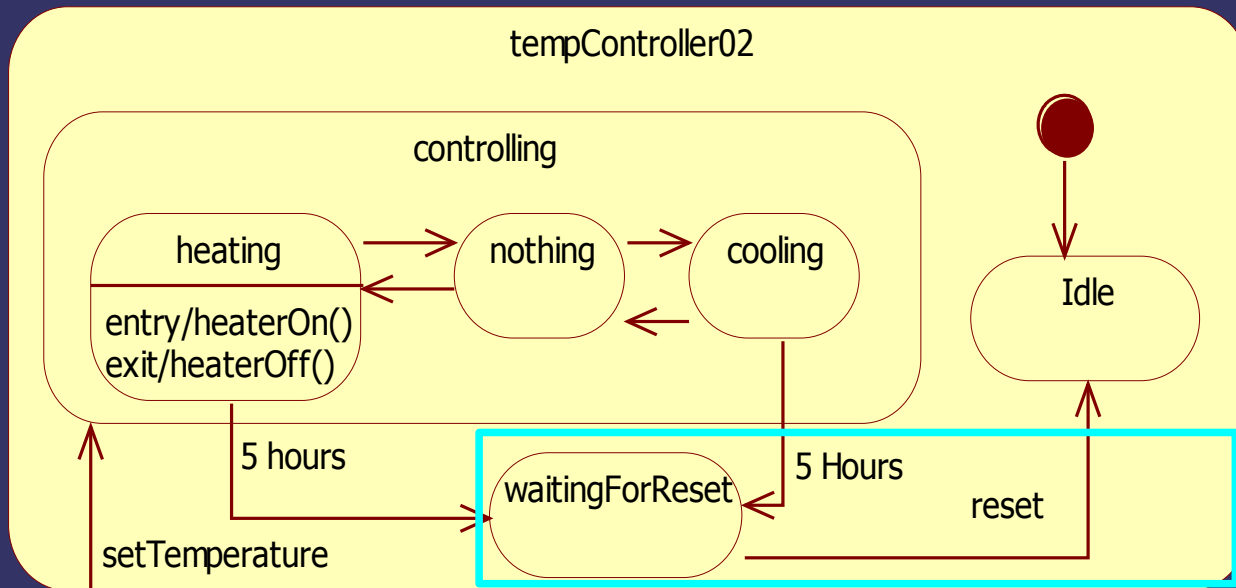 tempController02
controlling
heating
nothing
cooling
Idle
entry/heaterOn()
exit/heaterOff()
5 hours
5 Hours
waitingForReset
reset
setTemperature